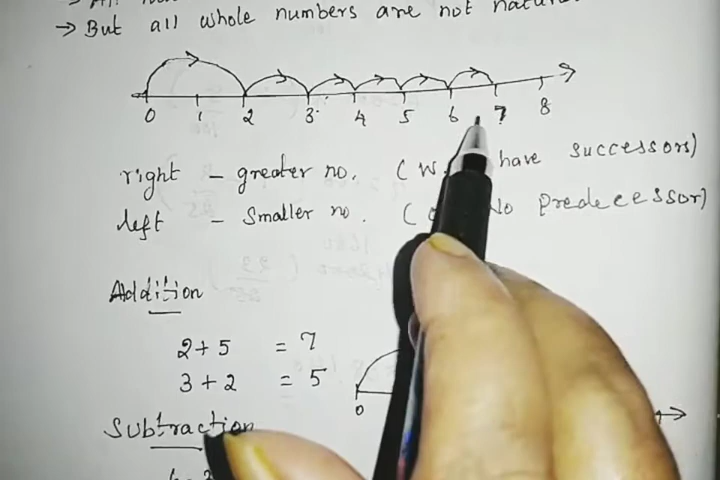 → But all whole numbers are not
0 1 2 3 4 5 6 7 8
right - greater no. (W. have successors)
left - Smaller no. ( No Predecessor)
Addition
2+5 = 7
3+2 = 5
0
Subtraction